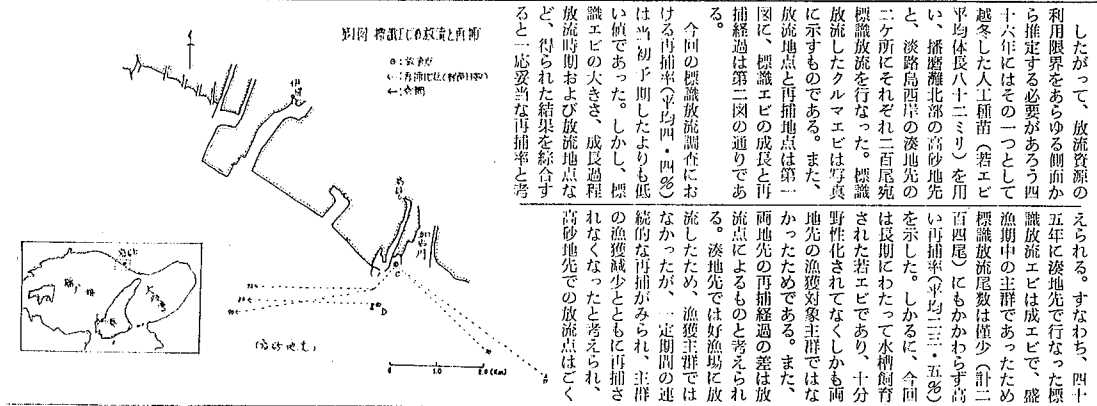 したがって、放流資源の
利用限界をあらゆる側面か
ら推定する必要があろう四
十六年にはその一つとして
越冬した人工種苗(若エビ
平均体長八十二ミリ)を用
い、播磨灘北部の高砂地先
と、淡路島西岸の湊地先の
二ケ所にそれぞれ二百尾宛
標識放流を行なった。標識
放流したクルマエビは写真
に示すものである。また、
放流地点と再捕地点は第一
図に、標識エビの成長と再
捕経過は第二図の通りであ
る。
今回の標識放流調査にお
ける再捕率(平均四・四%)
は当初予期したよりも低
い値であった。しかし、標
識エビの大きさ、成長過程
放流時期および放流地点な
ど、得られた結果を綜合す
ると一応妥当な再捕率と考
えられる。すなわち、四十
五年に湊地先で行なった標
識放流エビは成エビで、盛
漁期中の主群であったため
標識放流尾数は僅少(計二
百四尾)にもかかわらず高
い再捕率(平均二三・五%)
を示した。しかるに、今回
は長期にわたって水槽飼育
された若エビであり、十分
野性化されてなくしかも両
地先の漁獲対象主群ではな
かったためである。また、
両地先の再捕経過の差は放
流点によるものと考えられ
る。湊地先では好漁場に放
流したため、漁獲主群では
なかったが、一定期間の連
続的な再捕がみられ、主群
の漁獲減少とともに再捕さ
れなくなったと考えられ、
高砂地先での放流点はごく
第1図 標識エビの放流と再捕
(高砂地先)
0 1.0 2.0 (Km)